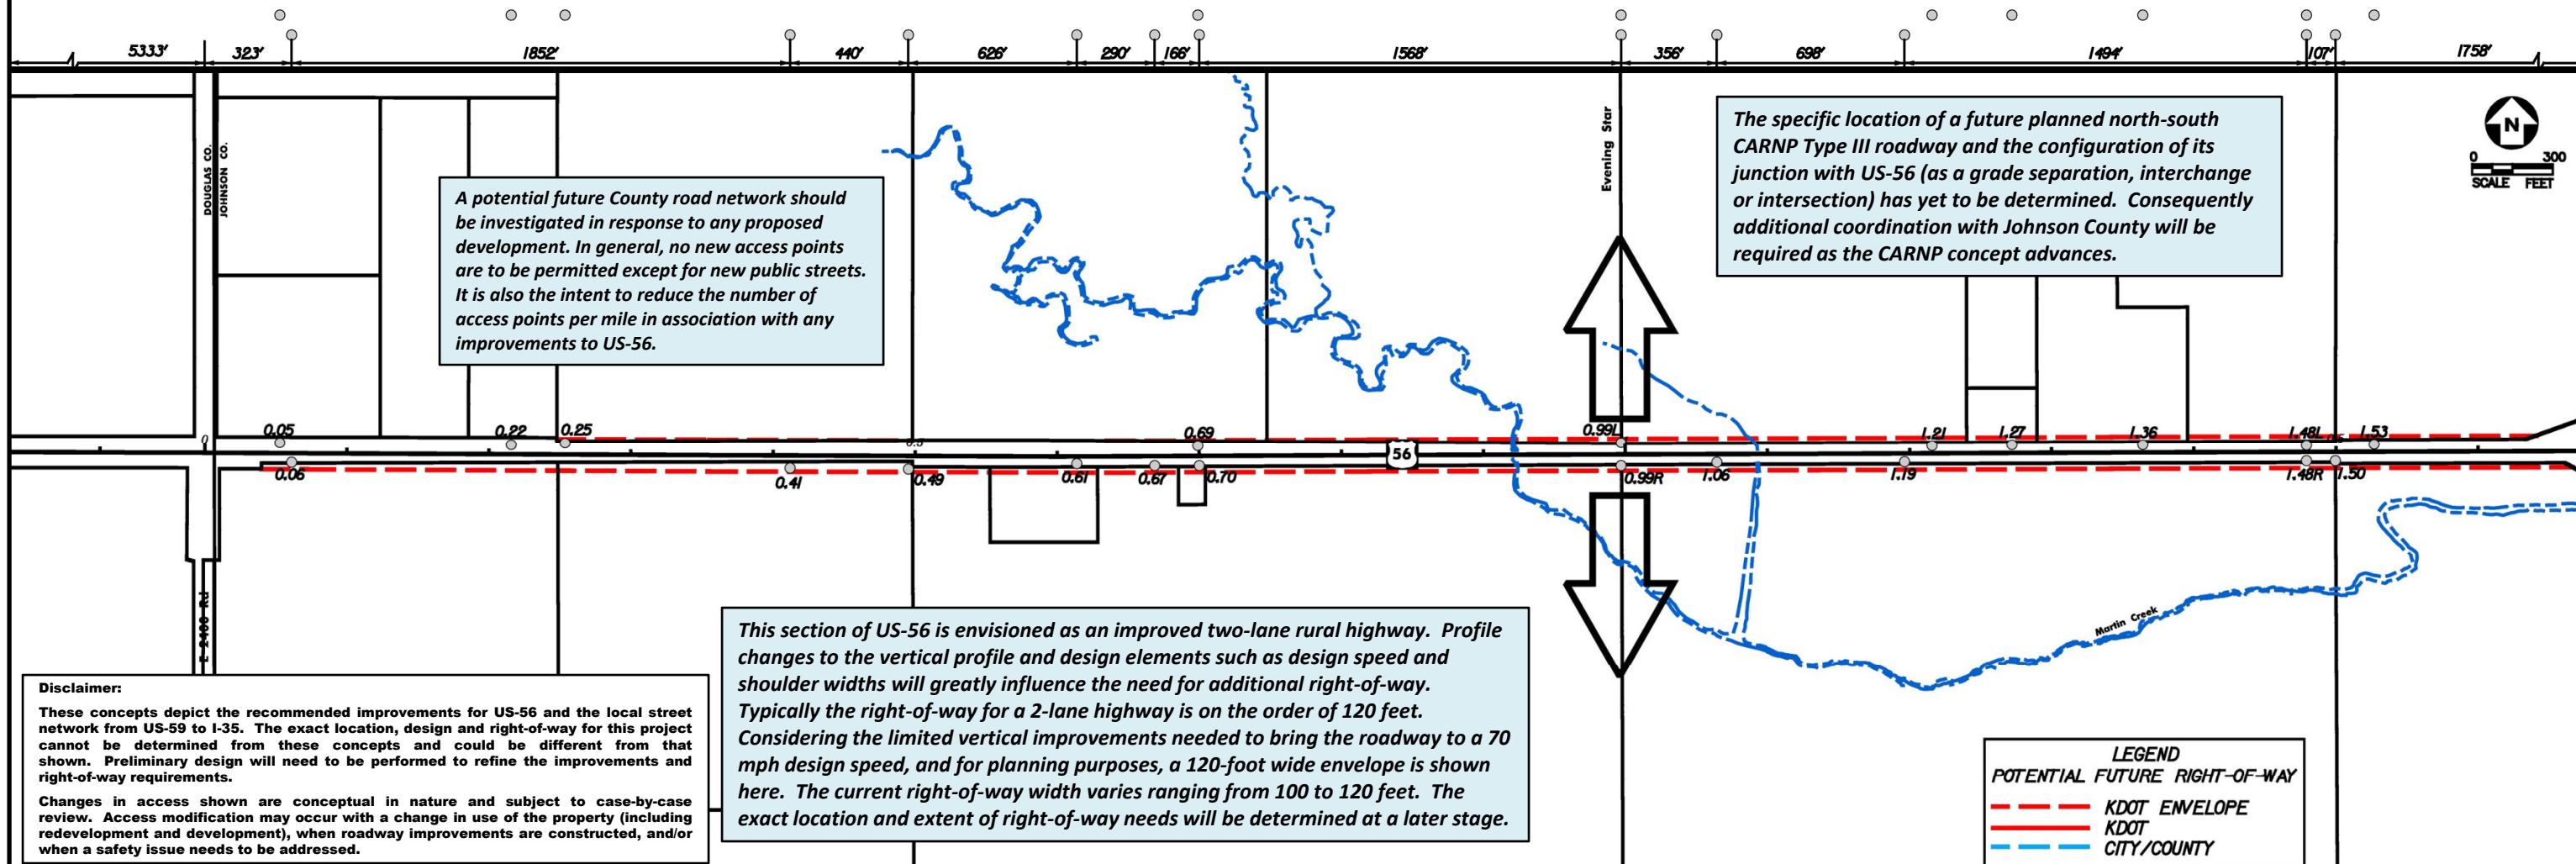 5333' 323' 1852' 440' 626' 290' 166' 1568' 356' 698' 1494' 107' 1758'
DOUGLAS CO.
JOHNSON CO.
A potential future County road network should
be investigated in response to any proposed
development. In general, no new access points
are to be permitted except for new public streets.
It is also the intent to reduce the number of
access points per mile in association with any
improvements to US-56.
Evening Star
The specific location of a future planned north-south
CARNP Type III roadway and the configuration of its
junction with US-56 (as a grade separation, interchange
or intersection) has yet to be determined. Consequently
additional coordination with Johnson County will be
required as the CARNP concept advances.
N
0 300
SCALE FEET
0 0.05 0.22 0.25 0.5 0.69 0.99L 1.21 1.27 1.36 1.48L 1.53
56
0.06 0.41 0.49 0.61 0.67 0.70 0.99R 1.06 1.19 1.48R 1.50
E 2400 Rd
Martin Creek
This section of US-56 is envisioned as an improved two-lane rural highway. Profile
changes to the vertical profile and design elements such as design speed and
shoulder widths will greatly influence the need for additional right-of-way.
Typically the right-of-way for a 2-lane highway is on the order of 120 feet.
Considering the limited vertical improvements needed to bring the roadway to a 70
mph design speed, and for planning purposes, a 120-foot wide envelope is shown
here. The current right-of-way width varies ranging from 100 to 120 feet. The
exact location and extent of right-of-way needs will be determined at a later stage.
Disclaimer:
These concepts depict the recommended improvements for US-56 and the local street
network from US-59 to I-35. The exact location, design and right-of-way for this project
cannot be determined from these concepts and could be different from that
shown. Preliminary design will need to be performed to refine the improvements and
right-of-way requirements.
Changes in access shown are conceptual in nature and subject to case-by-case
review. Access modification may occur with a change in use of the property (including
redevelopment and development), when roadway improvements are constructed, and/or
when a safety issue needs to be addressed.
LEGEND
POTENTIAL FUTURE RIGHT-OF-WAY
KDOT ENVELOPE
KDOT
CITY/COUNTY